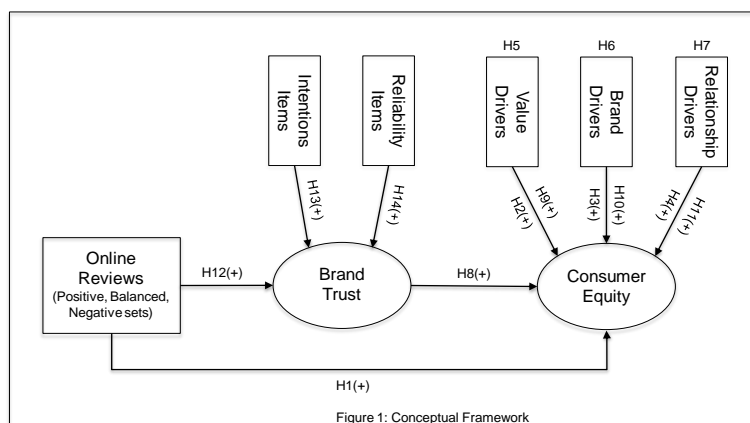 H5
H6
H7
Intentions
Items
Reliability
Items
Value
Drivers
Brand
Drivers
Relationship
Drivers
H13(+)
H14(+)
H2(+)
H9(+)
H3(+)
H10(+)
H4(+)
H11(+)
Online
Reviews
(Positive, Balanced,
Negative sets)
H12(+)
Brand
Trust
H8(+)
Consumer
Equity
H1(+)
Figure 1: Conceptual Framework